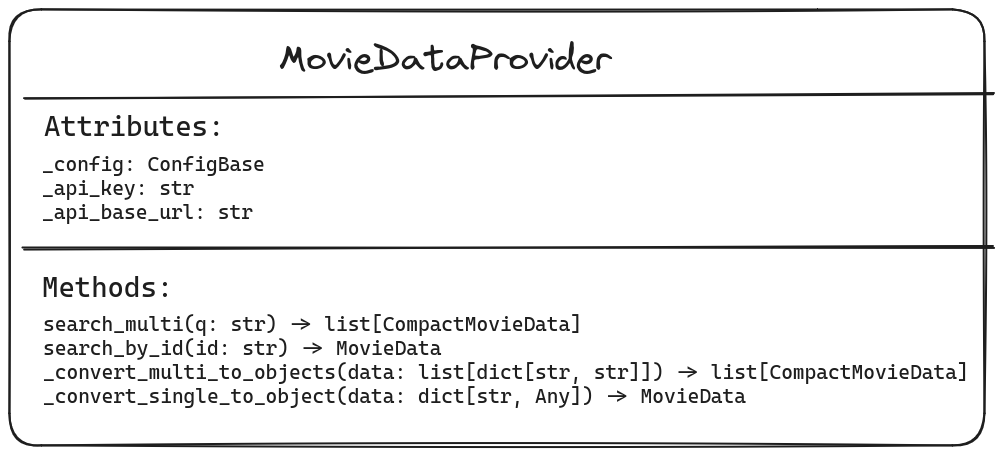 MovieDataProvider
Attributes:
_config: ConfigBase
_api_key: str
_api_base_url: str
Methods:
search_multi(q: str) -> list[CompactMovieData]
search_by_id(id: str) -> MovieData
_convert_multi_to_objects(data: list[dict[str, str]]) -> list[CompactMovieData]
_convert_single_to_object(data: dict[str, Any]) -> MovieData